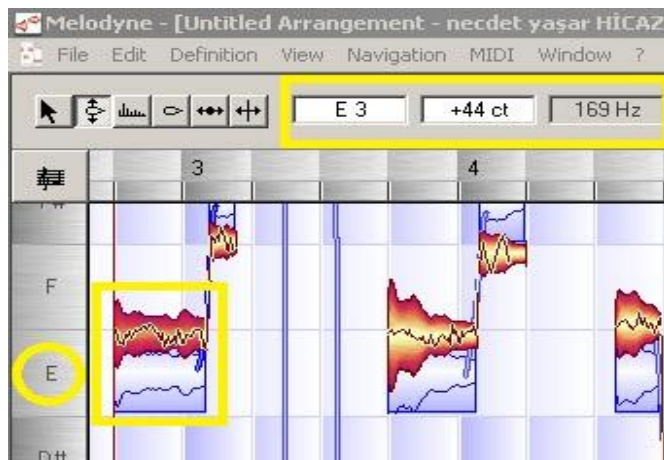 Melodyne - [Untitled Arrangement - necdet yaşar HİCAZ
File Edit Definition View Navigation MIDI Window ?
E 3 +44 ct 169 Hz
3 4
F#
F
E
D#